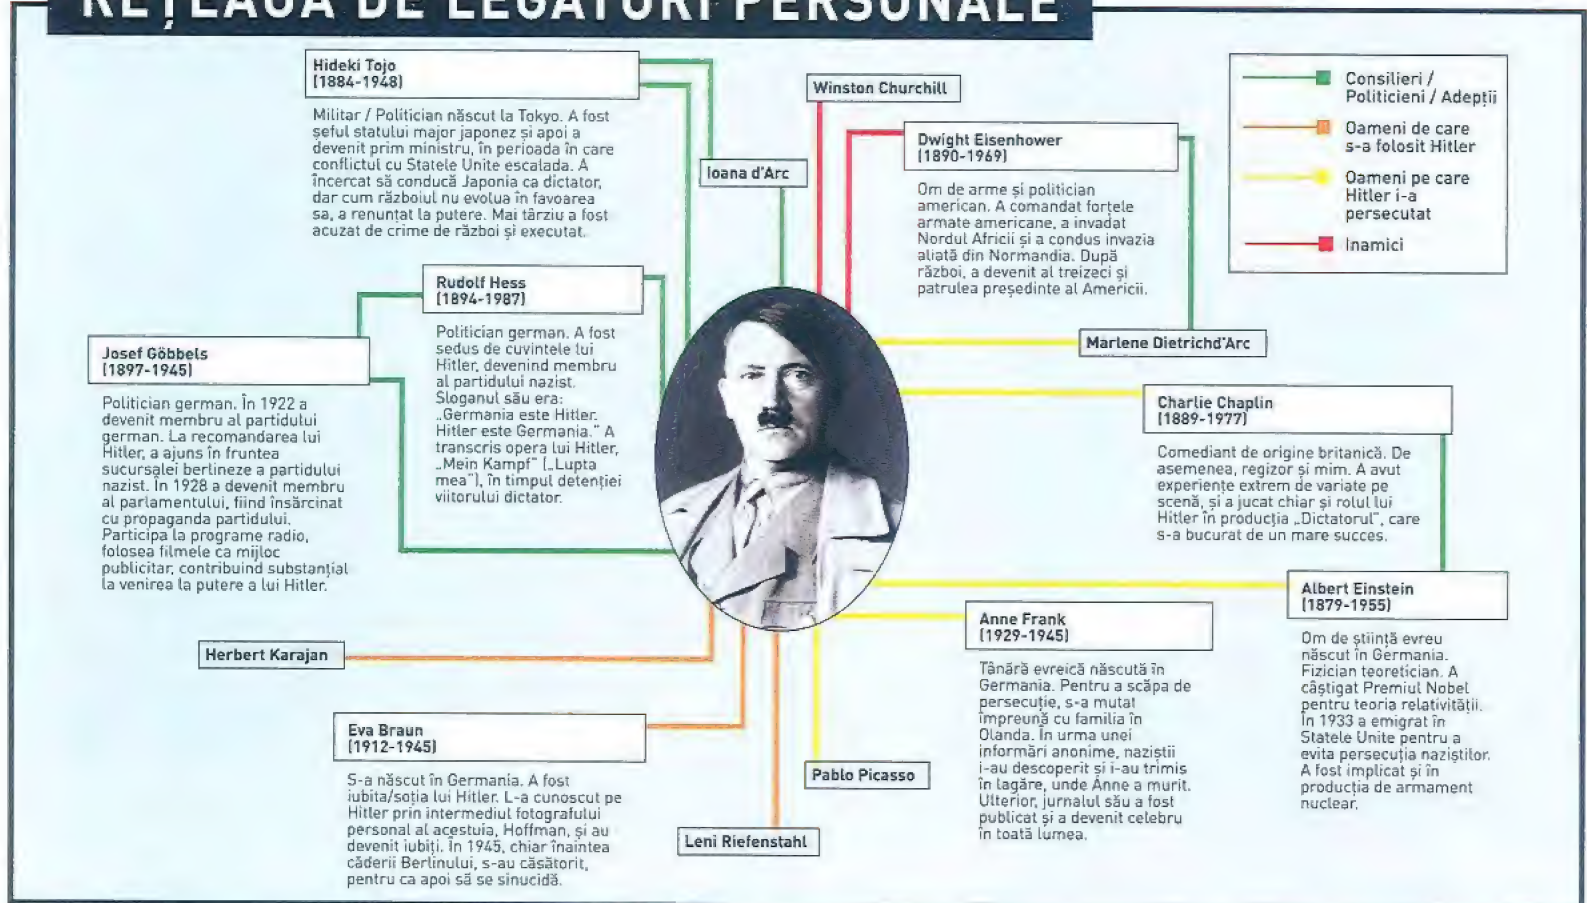 REȚEAUA DE LEGĂTURI PERSONALE
Hideki Tojo
(1884-1948)
Militar / Politician născut la Tokyo. A fost
șeful statului major japonez și apoi a
devenit prim ministru, în perioada în care
conflictul cu Statele Unite escalada. A
încercat să conducă Japonia ca dictator,
dar cum războiul nu evolua în favoarea
sa, a renunțat la putere. Mai târziu a fost
acuzat de crime de război și executat.
Ioana d'Arc
Winston Churchill
Dwight Eisenhower
(1890-1969)
Om de arme și politician
american. A comandat forțele
armate americane, a invadat
Nordul Africii și a condus invazia
aliată din Normandia. După
război, a devenit al treizeci și
patrulea președinte al Americii.
Consilieri /
Politicieni / Adepții
Oameni de care
s-a folosit Hitler
Oameni pe care
Hitler i-a
persecutat
Inamici
Rudolf Hess
(1894-1987)
Politician german. A fost
sedus de cuvintele lui
Hitler, devenind membru
al partidului nazist.
Sloganul său era:
„Germania este Hitler.
Hitler este Germania." A
transcris opera lui Hitler,
„Mein Kampf" („Lupta
mea"), în timpul detenției
viitorului dictator.
Josef Göbbels
(1897-1945)
Politician german. În 1922 a
devenit membru al partidului
german. La recomandarea lui
Hitler, a ajuns în fruntea
sucursalei berlineze a partidului
nazist. În 1928 a devenit membru
al parlamentului, fiind însărcinat
cu propaganda partidului.
Participa la programe radio,
folosea filmele ca mijloc
publicitar, contribuind substanțial
la venirea la putere a lui Hitler.
Marlene Dietrichd'Arc
Charlie Chaplin
(1889-1977)
Comediant de origine britanică. De
asemenea, regizor și mim. A avut
experiențe extrem de variate pe
scenă, și a jucat chiar și rolul lui
Hitler în producția „Dictatorul", care
s-a bucurat de un mare succes.
Albert Einstein
(1879-1955)
Om de știință evreu
născut în Germania.
Fizician teoretician. A
câștigat Premiul Nobel
pentru teoria relativității.
În 1933 a emigrat în
Statele Unite pentru a
evita persecuția naziștilor.
A fost implicat și în
producția de armament
nuclear.
Anne Frank
(1929-1945)
Tânără evreică născută în
Germania. Pentru a scăpa de
persecuție, s-a mutat
împreună cu familia în
Olanda. În urma unei
informări anonime, naziștii
i-au descoperit și i-au trimis
în lagăre, unde Anne a murit.
Ulterior, jurnalul său a fost
publicat și a devenit celebru
în toată lumea.
Herbert Karajan
Eva Braun
(1912-1945)
S-a născut în Germania. A fost
iubita/soția lui Hitler. L-a cunoscut pe
Hitler prin intermediul fotografului
personal al acestuia, Hoffman, și au
devenit iubiți. În 1945, chiar înaintea
căderii Berlinului, s-au căsătorit,
pentru ca apoi să se sinucidă.
Pablo Picasso
Leni Riefenstahl